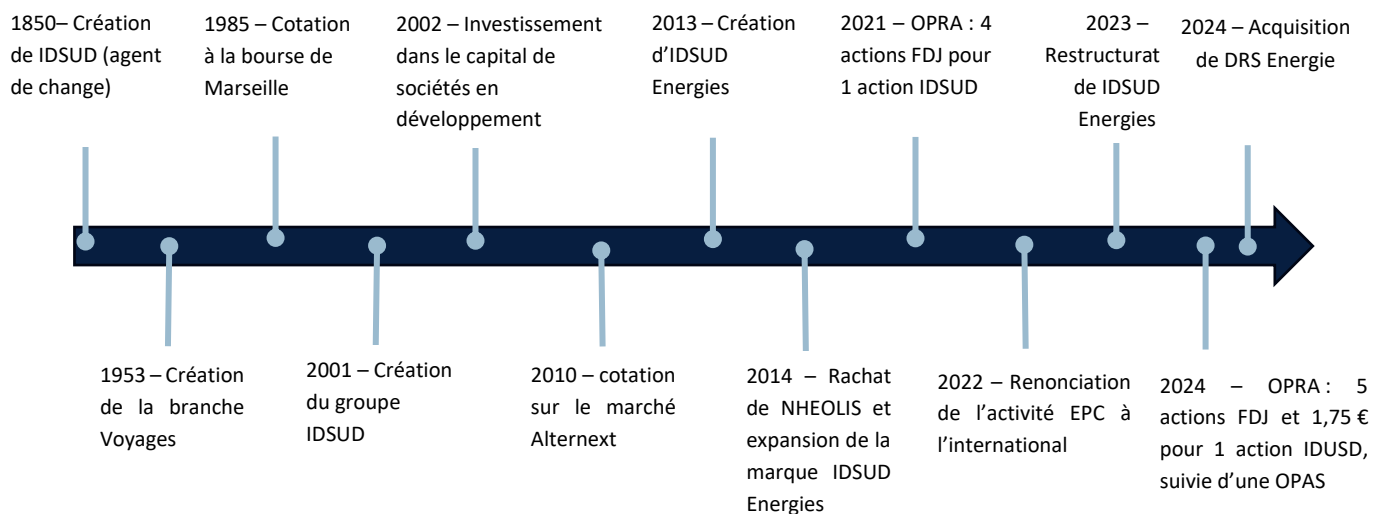 1850– Création
de IDSUD (agent
de change)
1985 – Cotation
à la bourse de
Marseille
2002 – Investissement
dans le capital de
sociétés en
développement
2013 – Création
d’IDSUD
Energies
2021 – OPRA : 4
actions FDJ pour
1 action IDSUD
2023 –
Restructurat
de IDSUD
Energies
2024 – Acquisition
de DRS Energie
1953 – Création
de la branche
Voyages
2001 – Création
du groupe
IDSUD
2010 – cotation
sur le marché
Alternext
2014 – Rachat
de NHEOLIS et
expansion de la
marque IDSUD
Energies
2022 – Renonciation
de l’activité EPC à
l’international
2024 – OPRA : 5
actions FDJ et 1,75 €
pour 1 action IDUSD,
suivie d’une OPAS